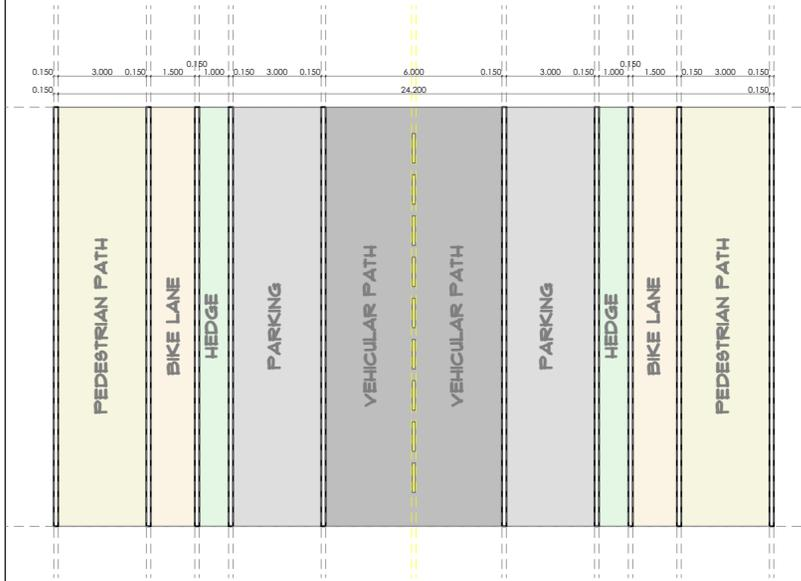 0.150 0.150
0.150 3.000 0.150 1.500 1.000 0.150 3.000 0.150 6.000 0.150 3.000 0.150 1.000 1.500 0.150 3.000 0.150
0.150 24.200 0.150
PEDESTRIAN PATH
BIKE LANE
HEDGE
PARKING
VEHICULAR PATH
VEHICULAR PATH
PARKING
HEDGE
BIKE LANE
PEDESTRIAN PATH